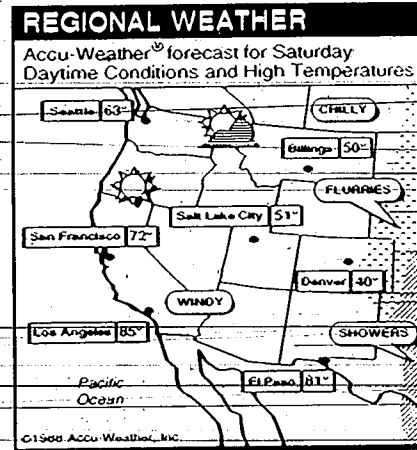 REGIONAL WEATHER
Accu-Weather® forecast for Saturday
Daytime Conditions and High Temperatures
Seattle 63°
CHILLY
Billings 50°
FLURRIES
Salt Lake City 51°
San Francisco 72°
Denver 40°
WINDY
Los Angeles 85°
SHOWERS
Pacific
Ocean
El Paso 81°
©1988 Accu-Weather, Inc.